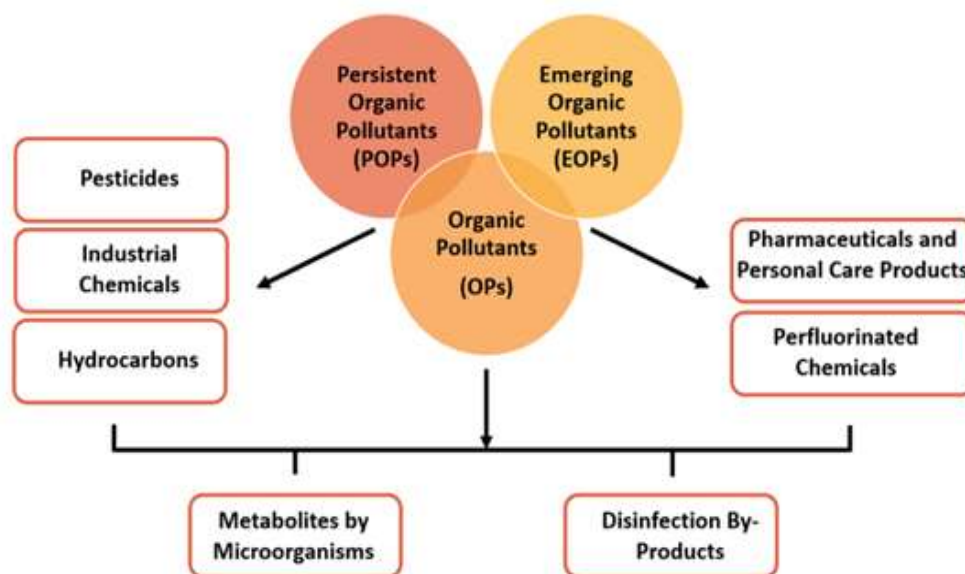 Persistent
Organic
Pollutants
(POPs)
Emerging
Organic
Pollutants
(EOPs)
Organic
Pollutants
(OPs)
Pesticides
Industrial
Chemicals
Hydrocarbons
Pharmaceuticals and
Personal Care Products
Perfluorinated
Chemicals
Metabolites by
Microorganisms
Disinfection By-
Products